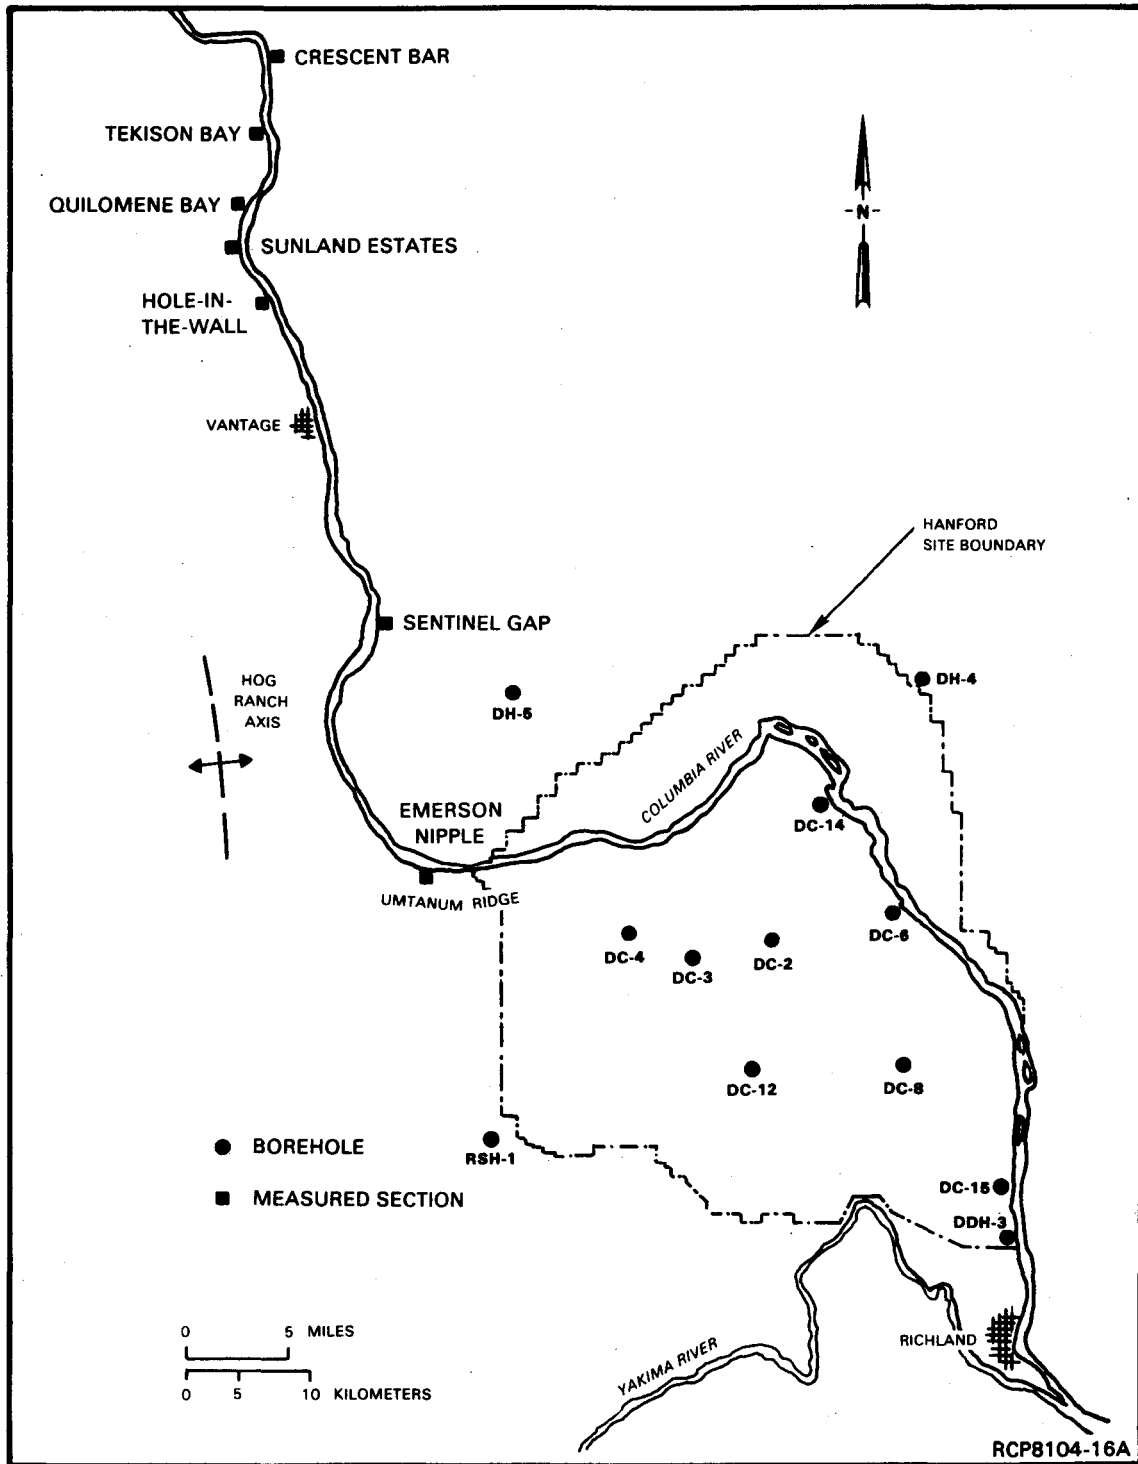 CRESCENT BAR
TEKISON BAY
QUILOMENE BAY
SUNLAND ESTATES
HOLE-IN-
THE-WALL
-N-
VANTAGE
HANFORD
SITE BOUNDARY
SENTINEL GAP
HOG
RANCH
AXIS
DH-5
DH-4
COLUMBIA RIVER
EMERSON
NIPPLE
DC-14
UMTANUM RIDGE
DC-6
DC-4
DC-3
DC-2
DC-12
DC-8
BOREHOLE
RSH-1
MEASURED SECTION
DC-15
DDH-3
0 5 MILES
0 5 10 KILOMETERS
YAKIMA RIVER
RICHLAND
RCP8104-16A